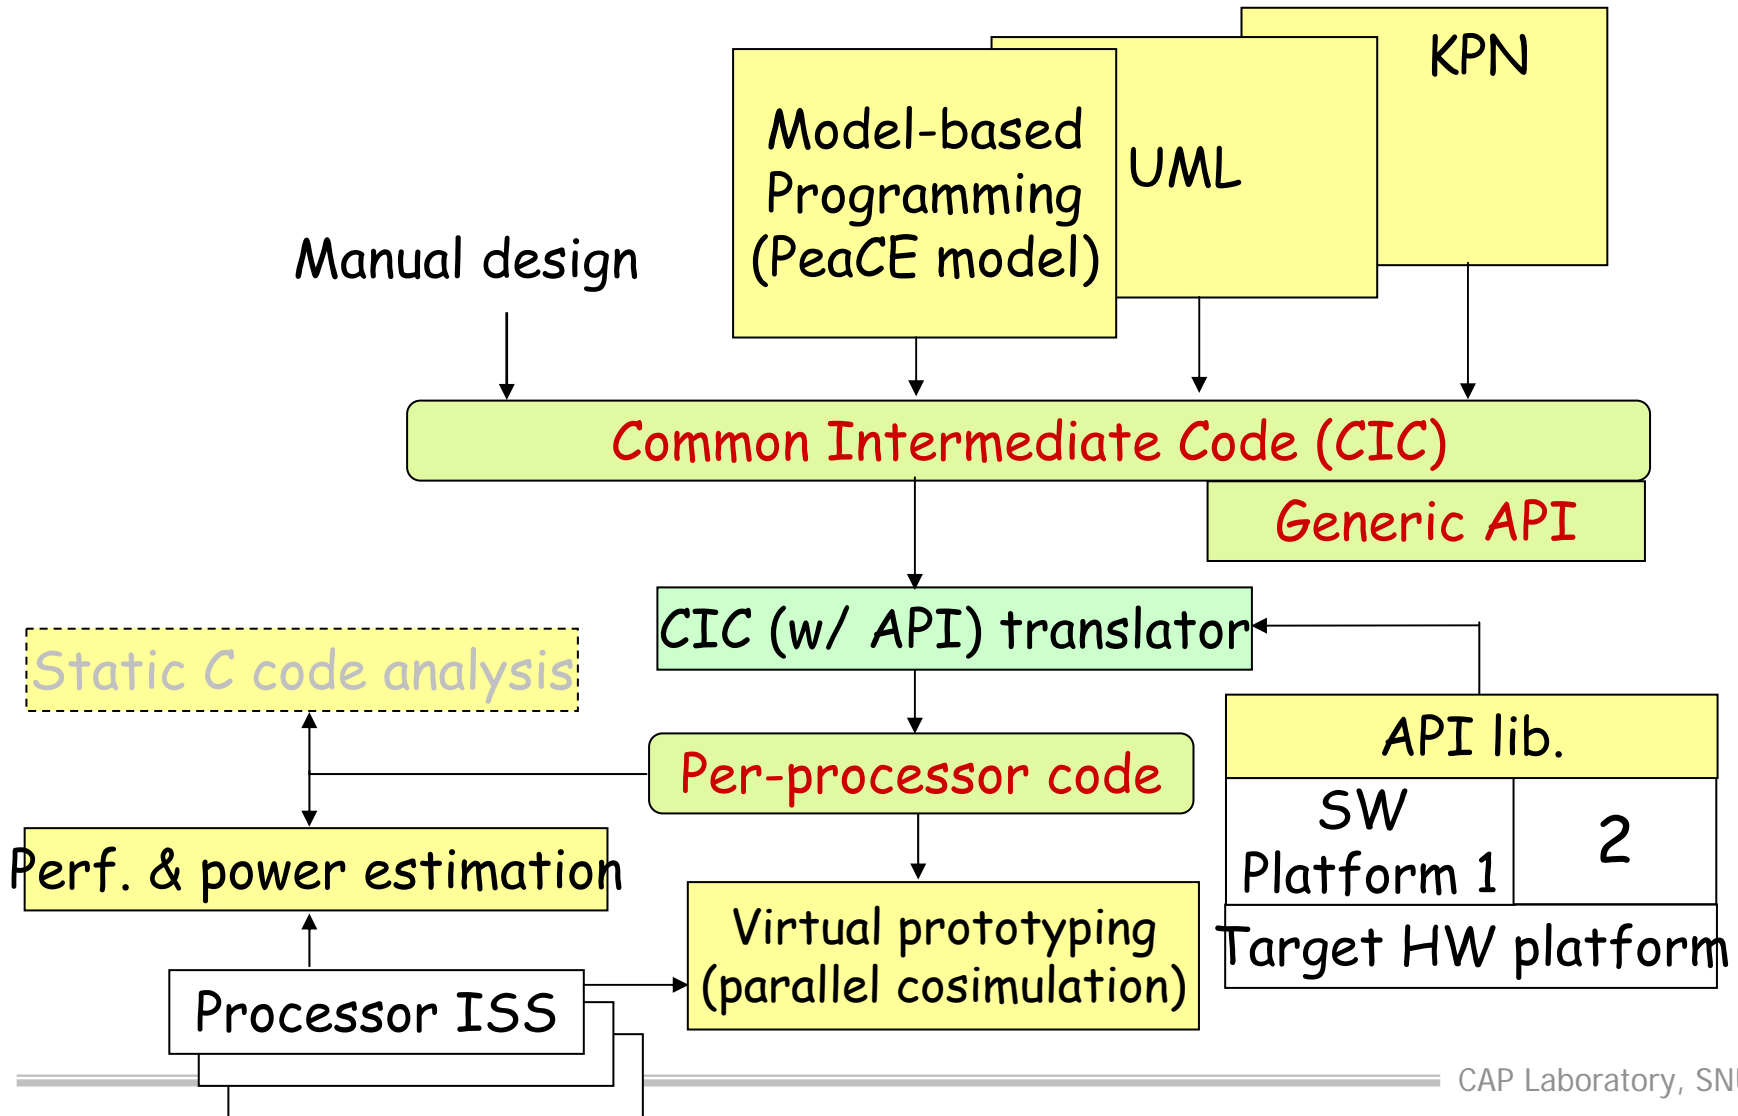 KPN
Model-based
Programming
(PeaCE model)
UML
Manual design
Common Intermediate Code (CIC)
Generic API
CIC (w/ API) translator
Static C code analysis
API lib.
Per-processor code
SW
Platform 1
2
Perf. & power estimation
Virtual prototyping
(parallel cosimulation)
Target HW platform
Processor ISS
CAP Laboratory, SNU